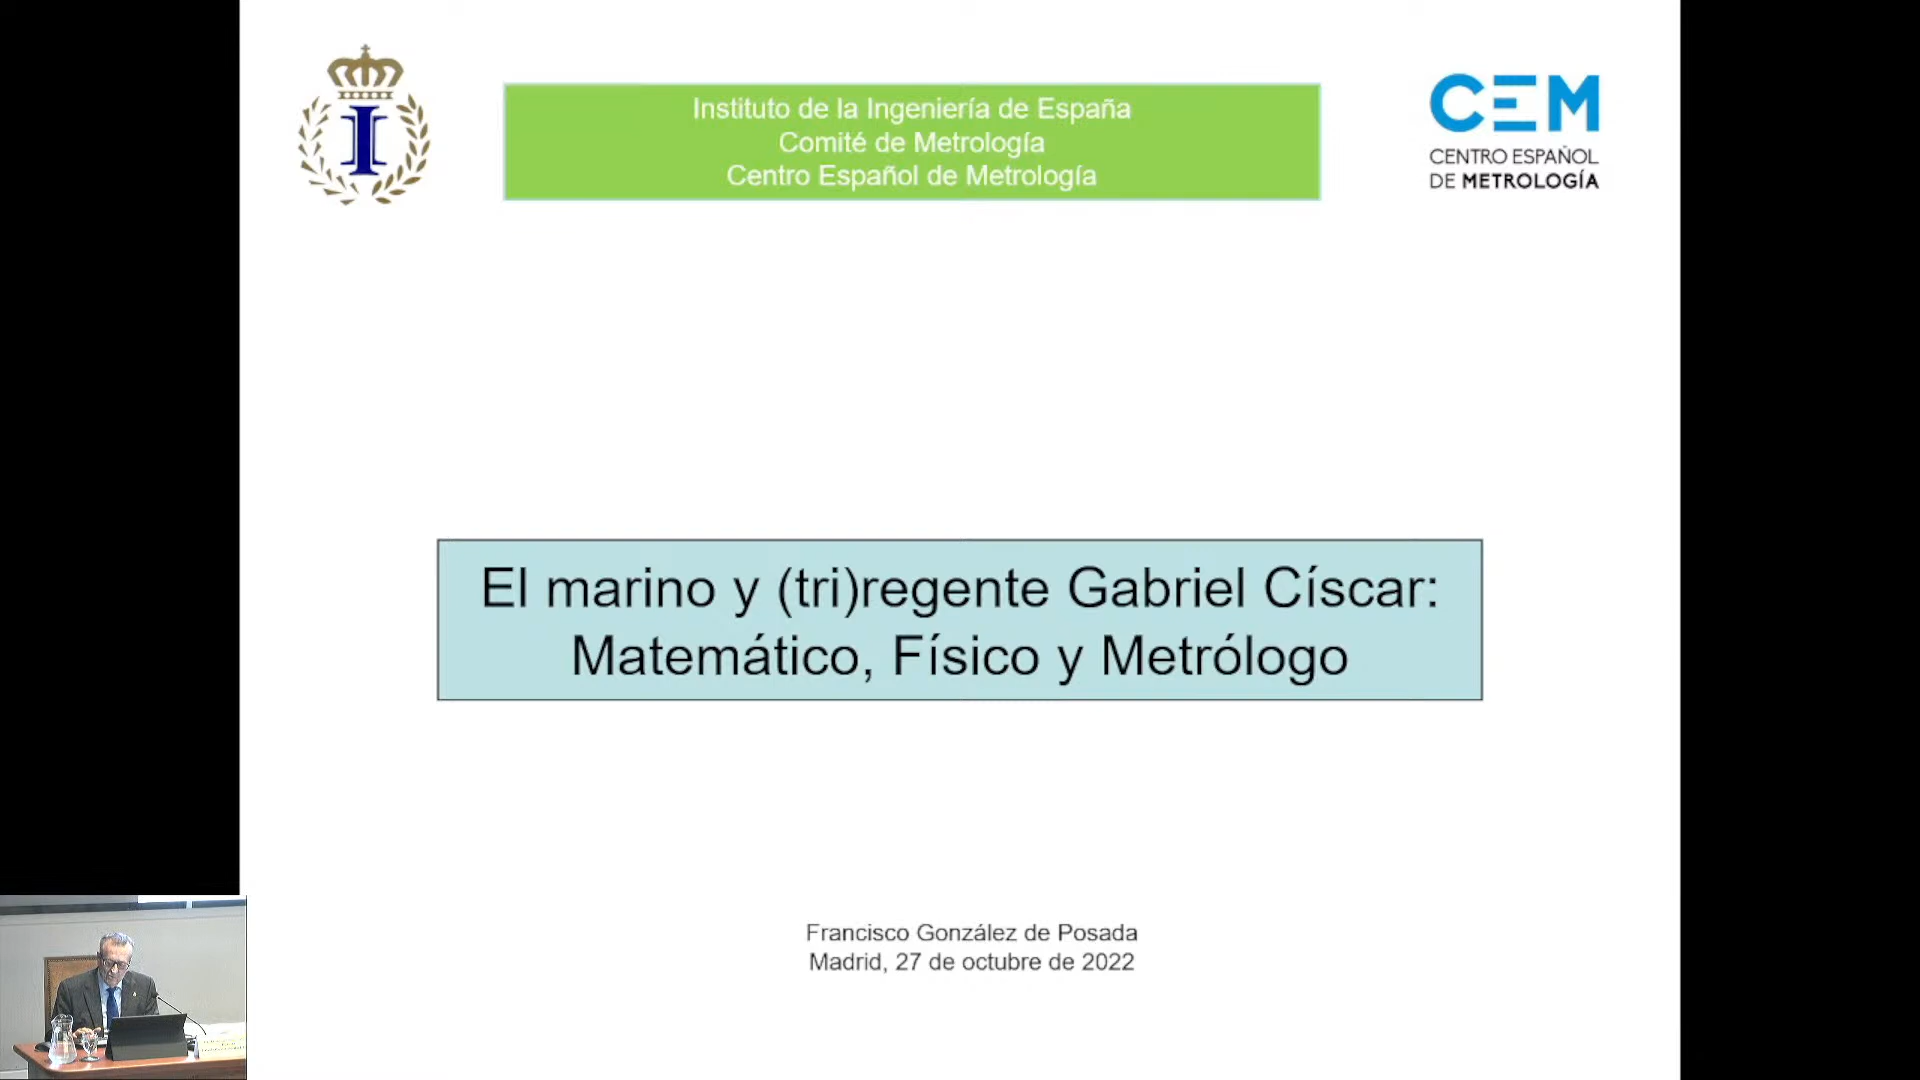 I
Instituto de la Ingeniería de España
Comité de Metrología
Centro Español de Metrología
CEM
CENTRO ESPAÑOL
DE METROLOGÍA
El marino y (tri)regente Gabriel Císcar:
Matemático, Físico y Metrólogo
Francisco González de Posada
Madrid, 27 de octubre de 2022